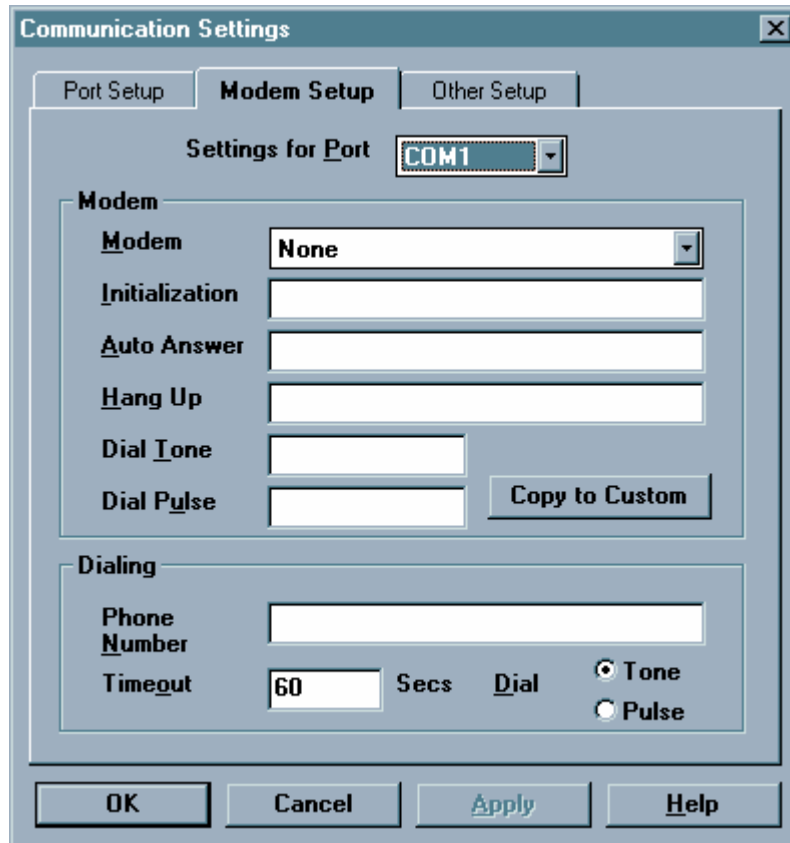 Communication Settings
Port Setup Modem Setup Other Setup
Settings for Port COM1
Modem
Modem None
Initialization
Auto Answer
Hang Up
Dial Tone
Dial Pulse Copy to Custom
Dialing
Phone
Number
Timeout 60 Secs Dial Tone
Pulse
OK Cancel Apply Help